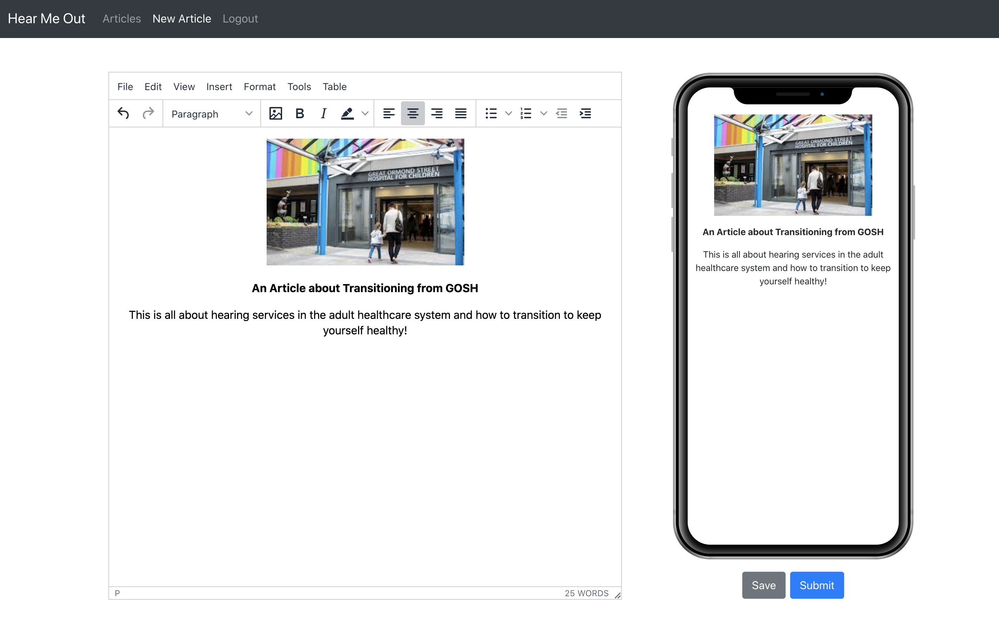 Hear Me Out Articles New Article Logout
File Edit View Insert Format Tools Table
Paragraph B I
GREAT ORMOND STREET
HOSPITAL FOR CHILDREN
An Article about Transitioning from GOSH
This is all about hearing services in the adult healthcare system and how to transition to keep
yourself healthy!
P 25 WORDS
GREAT ORMOND STREET
HOSPITAL FOR CHILDREN
An Article about Transitioning from GOSH
This is all about hearing services in the adult
healthcare system and how to transition to keep
yourself healthy!
Save Submit